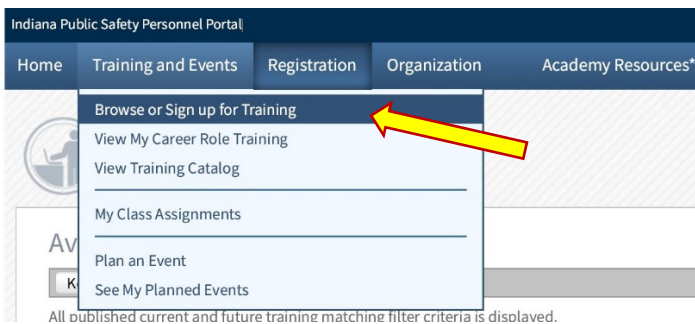 Indiana Public Safety Personnel Portal
Home Training and Events Registration Organization Academy Resources*
Browse or Sign up for Training
View My Career Role Training
View Training Catalog
My Class Assignments
Av
Plan an Event
K
See My Planned Events
All published current and future training matching filter criteria is displayed.